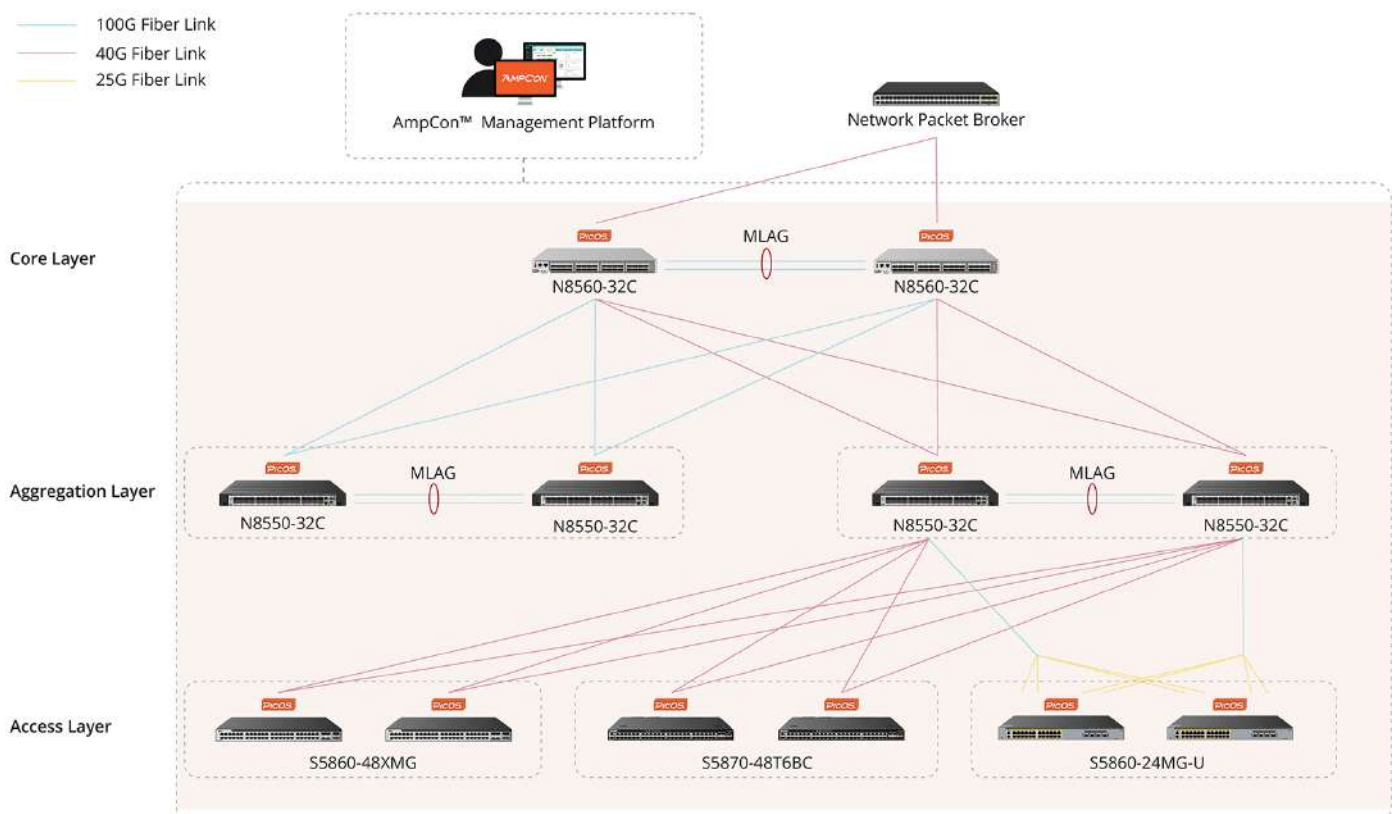 100G Fiber Link
40G Fiber Link
25G Fiber Link
AMPCON
AmpCon™ Management Platform
Network Packet Broker
Core Layer
PICOS
MLAG
PICOS
N8560-32C
N8560-32C
Aggregation Layer
PICOS
MLAG
PICOS
PICOS
MLAG
PICOS
N8550-32C
N8550-32C
N8550-32C
N8550-32C
Access Layer
PICOS
PICOS
PICOS
PICOS
PICOS
PICOS
S5860-48XMG
S5870-48T6BC
S5860-24MG-U